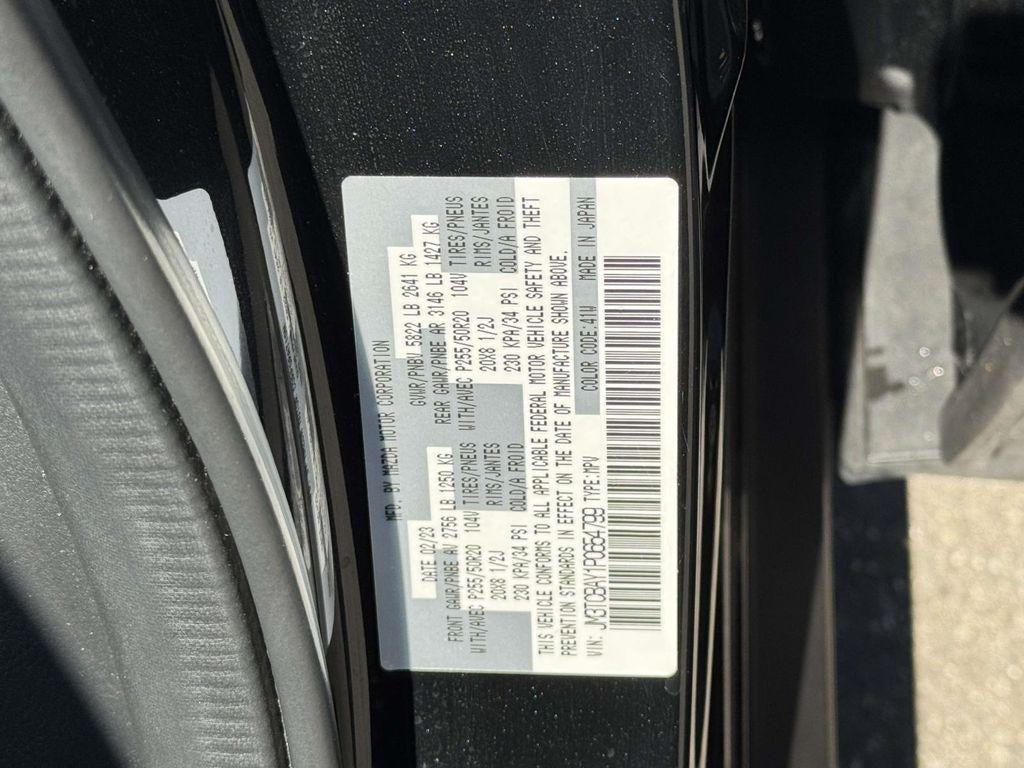 MFD. BY MAZDA MOTOR CORPORATION
DATE 02/23 GVWR/PNBV 5822 LB 2641 KG
FRONT GAWR/PNBE AV 2756 LB 1250 KG REAR GAWR/PNBE AR 3146 LB 1427 KG
WITH/AVEC P255/50R20 104V TIRES/PNEUS WITH/AVEC P255/50R20 104V TIRES/PNEUS
20X8 1/2J RIMS/JANTES 20X8 1/2J RIMS/JANTES
230 KPA/34 PSI COLD/A FROID 230 KPA/34 PSI COLD/A FROID
THIS VEHICLE CONFORMS TO ALL APPLICABLE FEDERAL MOTOR VEHICLE SAFETY AND THEFT
PREVENTION STANDARDS IN EFFECT ON THE DATE OF MANUFACTURE SHOWN ABOVE.
VIN: JM3TCBAY1P0624799 TYPE:MPV COLOR CODE:41W MADE IN JAPAN